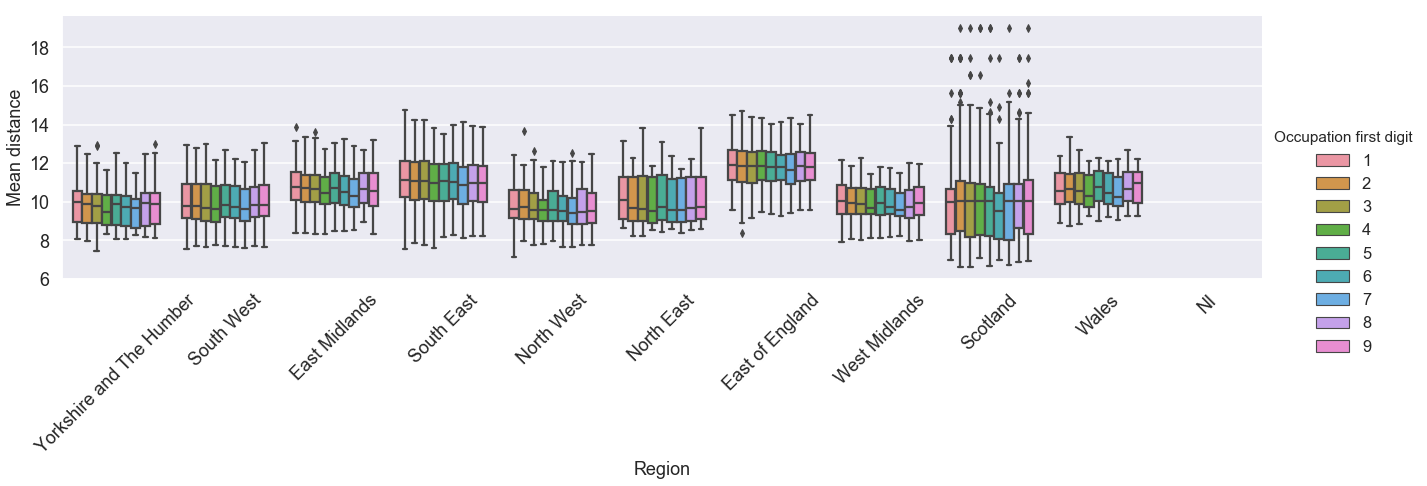 18
16
14
12
10
8
6
Mean distance
Yorkshire and The Humber
South West
East Midlands
South East
North West
North East
East of England
West Midlands
Scotland
Wales
NI
Region
Occupation first digit
1
2
3
4
5
6
7
8
9